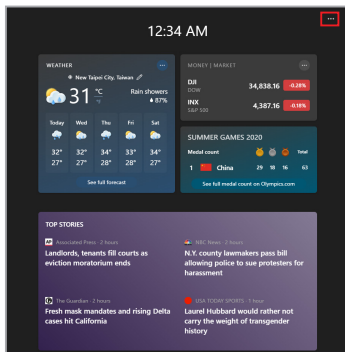 12:34 AM
WEATHER
New Taipei City, Taiwan
31 °C
°F
Rain showers
87%
Today Wed Thu Fri Sat
32° 32° 34° 33° 34°
27° 27° 28° 27° 27°
See full forecast
MONEY | MARKET
DJI
DOW
34,838.16 -0.28%
INX
S&P 500
4,387.16 -0.18%
SUMMER GAMES 2020
Medal count Total
1 China 29 18 16 63
See full medal count on Olympics.com
TOP STORIES
AP Associated Press · 2 hours
Landlords, tenants fill courts as
eviction moratorium ends
NBC News · 2 hours
N.Y. county lawmakers pass bill
allowing police to sue protesters for
harassment
The Guardian · 2 hours
Fresh mask mandates and rising Delta
cases hit California
USA TODAY SPORTS · 1 hour
Laurel Hubbard would rather not
carry the weight of transgender
history